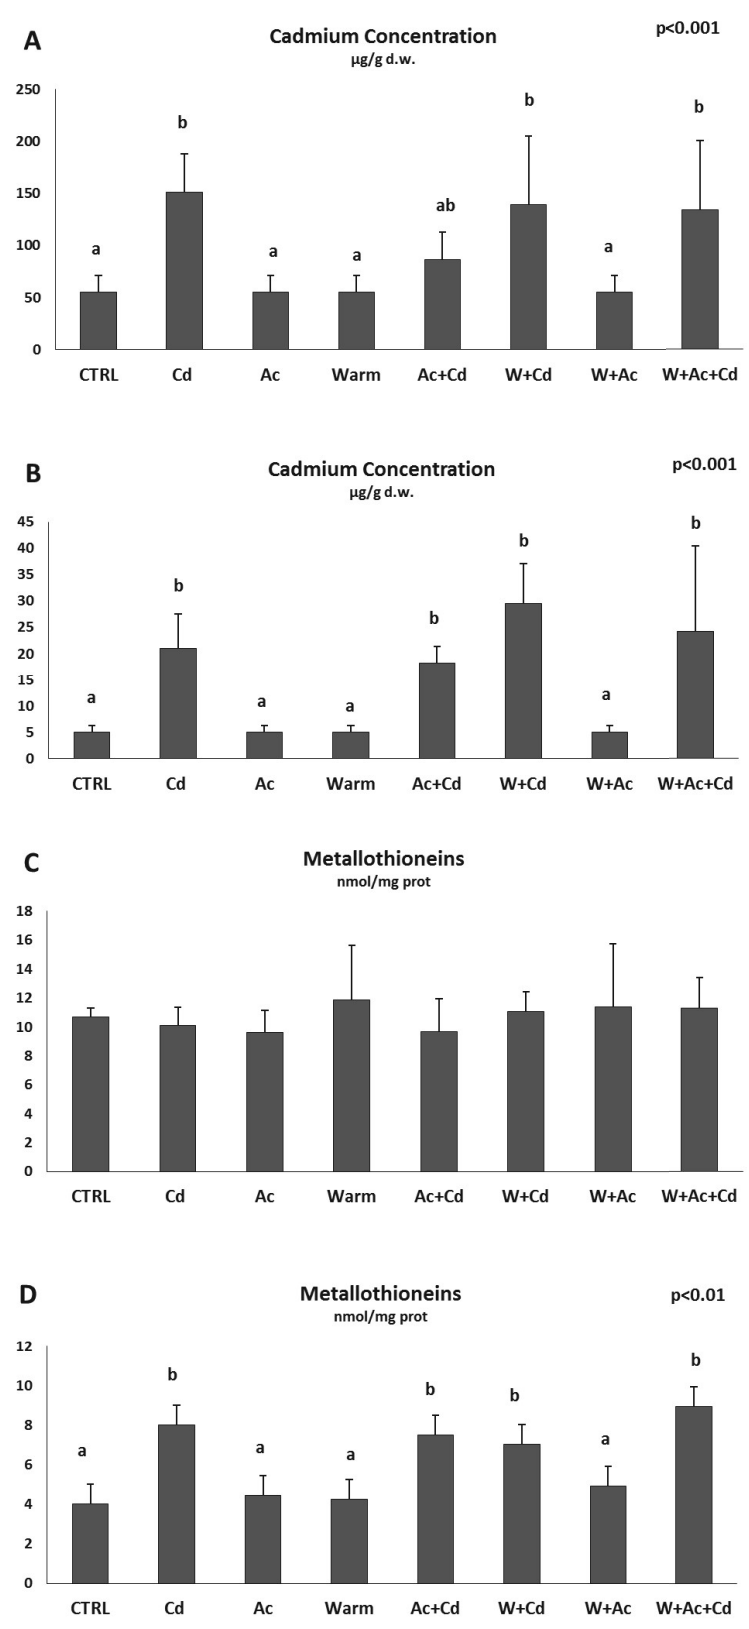 A
Cadmium Concentration
p<0.001
µg/g d.w.
250
200
150
100
50
0
b
b
b
ab
a
a
a
a
CTRL Cd Ac Warm Ac+Cd W+Cd W+Ac W+Ac+Cd
B
Cadmium Concentration
p<0.001
µg/g d.w.
45
40
35
30
25
20
15
10
5
0
b
b
b
b
a
a
a
a
CTRL Cd Ac Warm Ac+Cd W+Cd W+Ac W+Ac+Cd
C
Metallothioneins
nmol/mg prot
18
16
14
12
10
8
6
4
2
0
CTRL Cd Ac Warm Ac+Cd W+Cd W+Ac W+Ac+Cd
D
Metallothioneins
p<0.01
nmol/mg prot
12
10
8
6
4
2
0
b
b
b
b
a
a
a
a
CTRL Cd Ac Warm Ac+Cd W+Cd W+Ac W+Ac+Cd